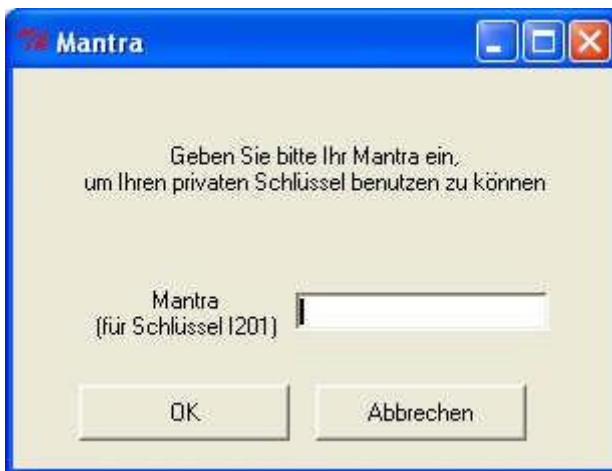 Mantra
Geben Sie bitte Ihr Mantra ein,
um Ihren privaten Schlüssel benutzen zu können
Mantra
(für Schlüssel I201)
OK
Abbrechen